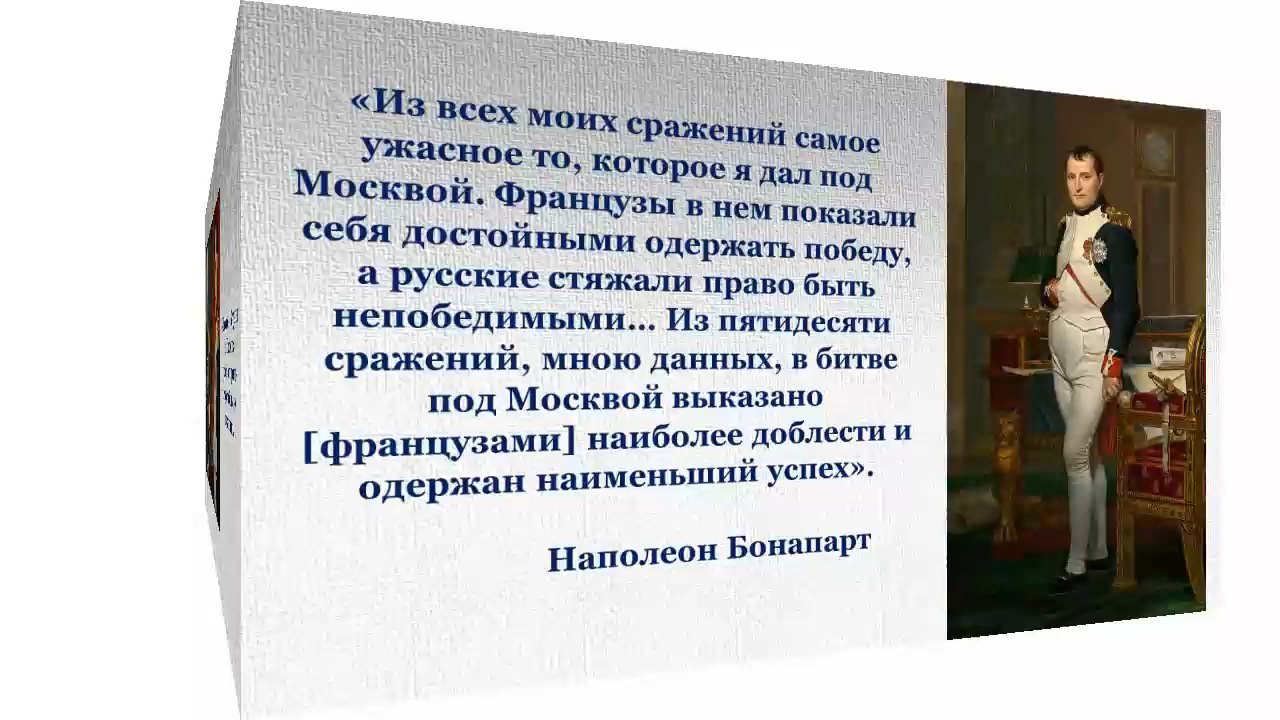 «Из всех моих сражений самое
ужасное то, которое я дал под
Москвой. Французы в нем показали
себя достойными одержать победу,
а русские стяжали право быть
непобедимыми... Из пятидесяти
сражений, мною данных, в битве
под Москвой выказано
[французами] наиболее доблести и
одержан наименьший успех».
Наполеон Бонапарт